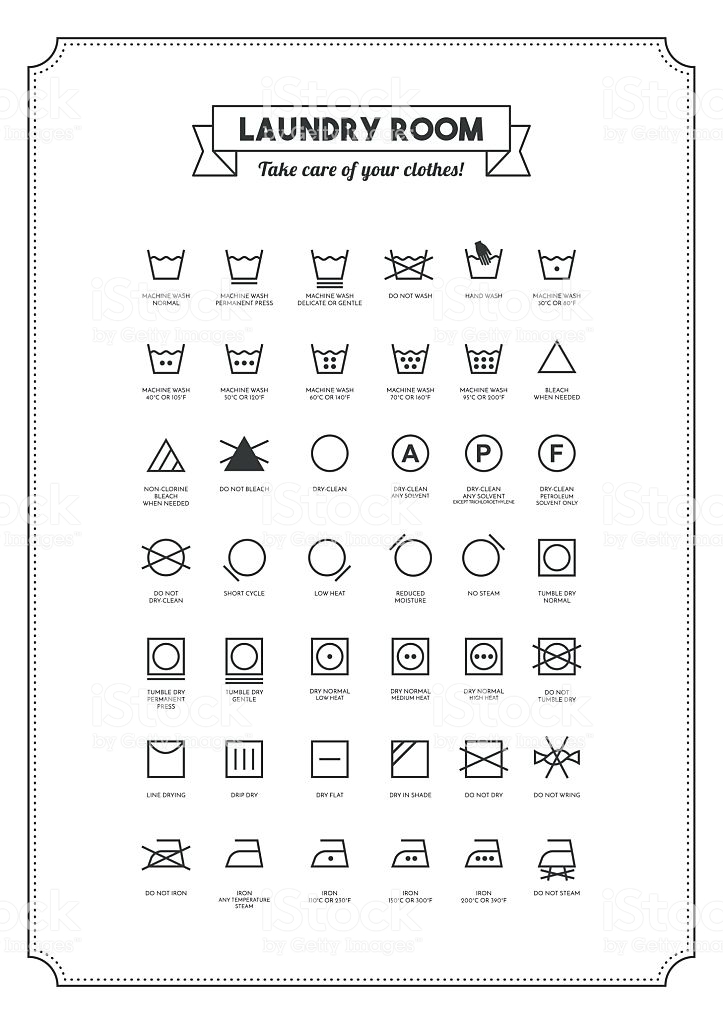 LAUNDRY ROOM
Take care of your clothes!
MACHINE WASH
NORMAL
MACHINE WASH
PERMANENT PRESS
MACHINE WASH
DELICATE OR GENTLE
DO NOT WASH
HAND WASH
MACHINE WASH
30°C OR 80°F
MACHINE WASH
40°C OR 105°F
MACHINE WASH
50°C OR 120°F
MACHINE WASH
60°C OR 140°F
MACHINE WASH
70°C OR 160°F
MACHINE WASH
95°C OR 200°F
BLEACH
WHEN NEEDED
NON-CLORINE
BLEACH
WHEN NEEDED
DO NOT BLEACH
DRY-CLEAN
A
DRY-CLEAN
ANY SOLVENT
P
DRY-CLEAN
ANY SOLVENT
EXCEPT TRICHLOROETHYLENE
F
DRY-CLEAN
PETROLEUM
SOLVENT ONLY
DO NOT
DRY-CLEAN
SHORT CYCLE
LOW HEAT
REDUCED
MOISTURE
NO STEAM
TUMBLE DRY
NORMAL
TUMBLE DRY
PERMANENT
PRESS
TUMBLE DRY
GENTLE
DRY NORMAL
LOW HEAT
DRY NORMAL
MEDIUM HEAT
DRY NORMAL
HIGH HEAT
DO NOT
TUMBLE DRY
LINE DRYING
DRIP DRY
DRY FLAT
DRY IN SHADE
DO NOT DRY
DO NOT WRING
DO NOT IRON
IRON
ANY TEMPERATURE
STEAM
IRON
110°C OR 230°F
IRON
150°C OR 300°F
IRON
200°C OR 390°F
DO NOT STEAM
iStock
by Getty Images™